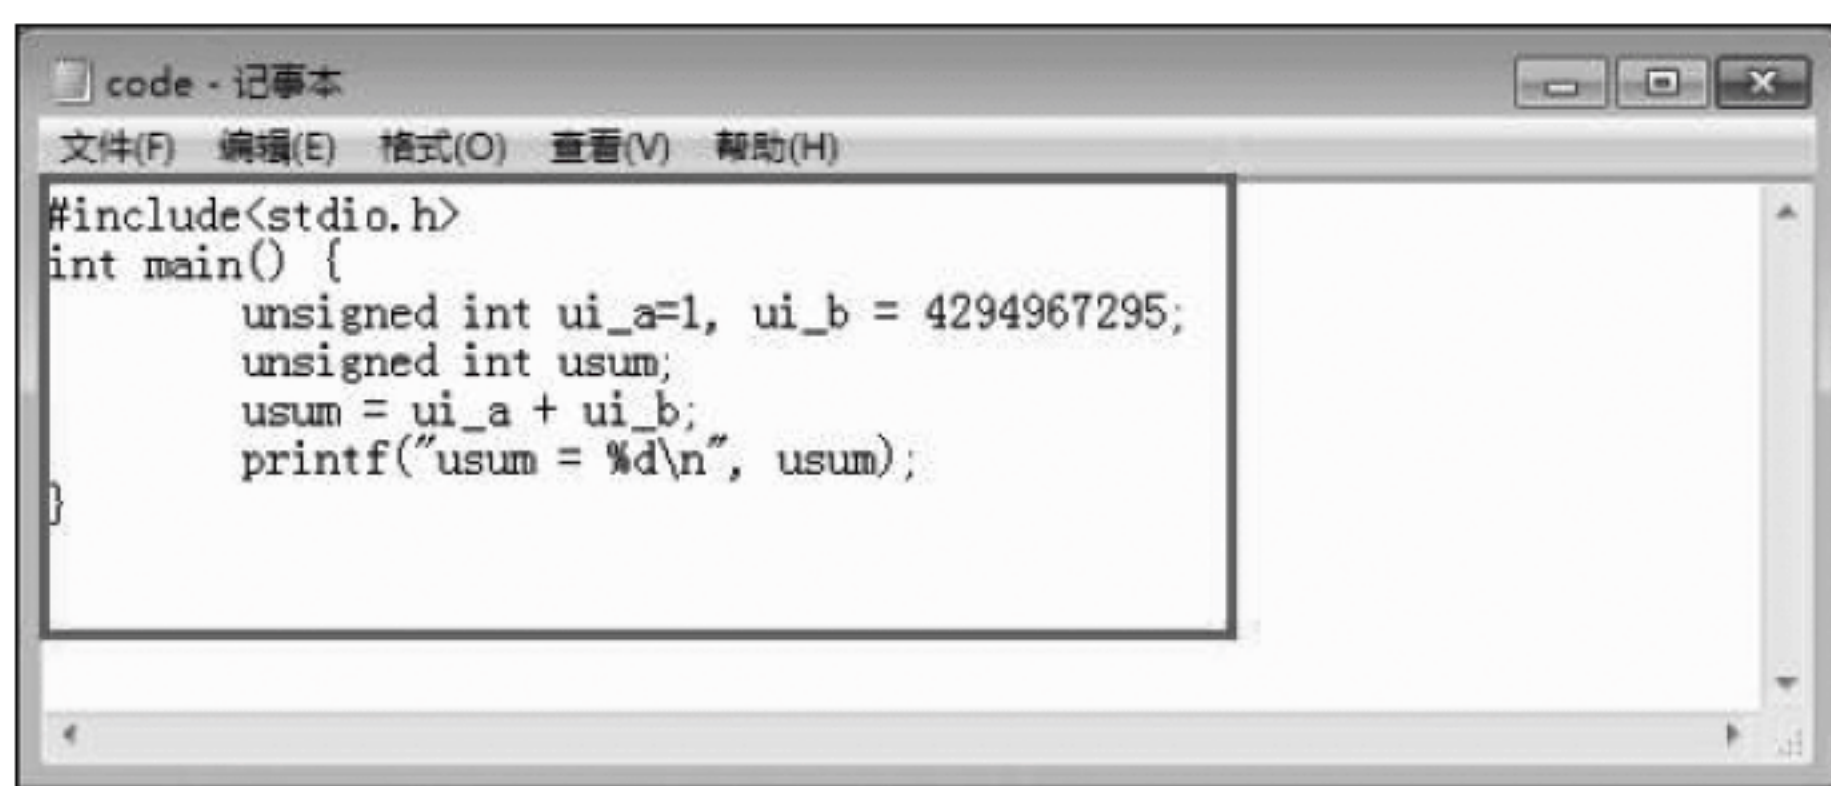 code - 记事本
文件(F) 编辑(E) 格式(O) 查看(V) 帮助(H)
#include<stdio.h>
int main() {
        unsigned int ui_a=1, ui_b = 4294967295;
        unsigned int usum;
        usum = ui_a + ui_b;
        printf("usum = %d\n", usum);
}